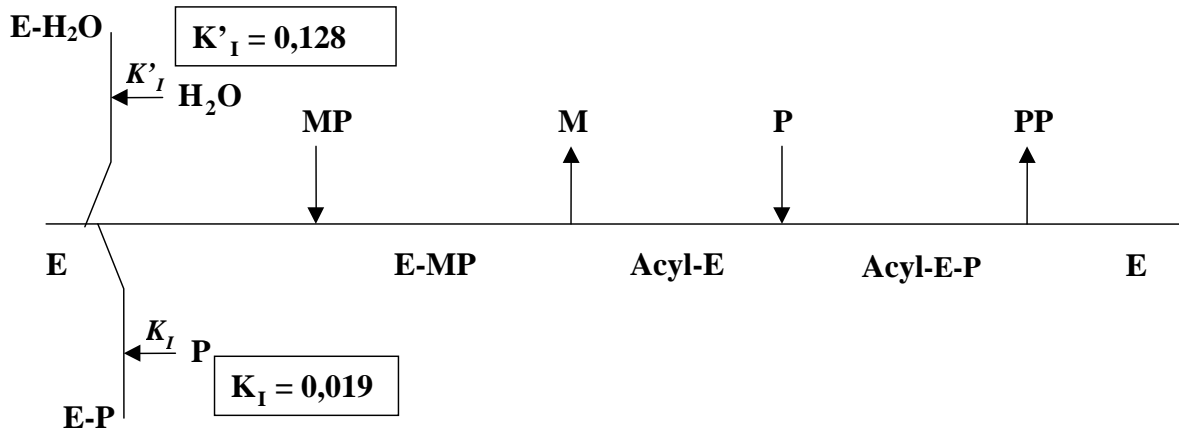 E-H₂O
K’I = 0,128
K’I
H₂O
MP
M
P
PP
E
E-MP
Acyl-E
Acyl-E-P
E
KI
P
KI = 0,019
E-P